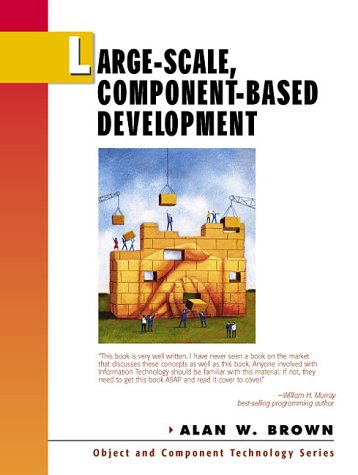 LARGE-SCALE,
COMPONENT-BASED
DEVELOPMENT
"This book is very well written. I have never seen a book on the market
that discusses these concepts as well as this book. Anyone involved with
Information Technology should be familiar with this material. If not, they
need to get this book ASAP and read it cover to cover."
—William H. Murray
best-selling programming author
ALAN W. BROWN
Object and Component Technology Series